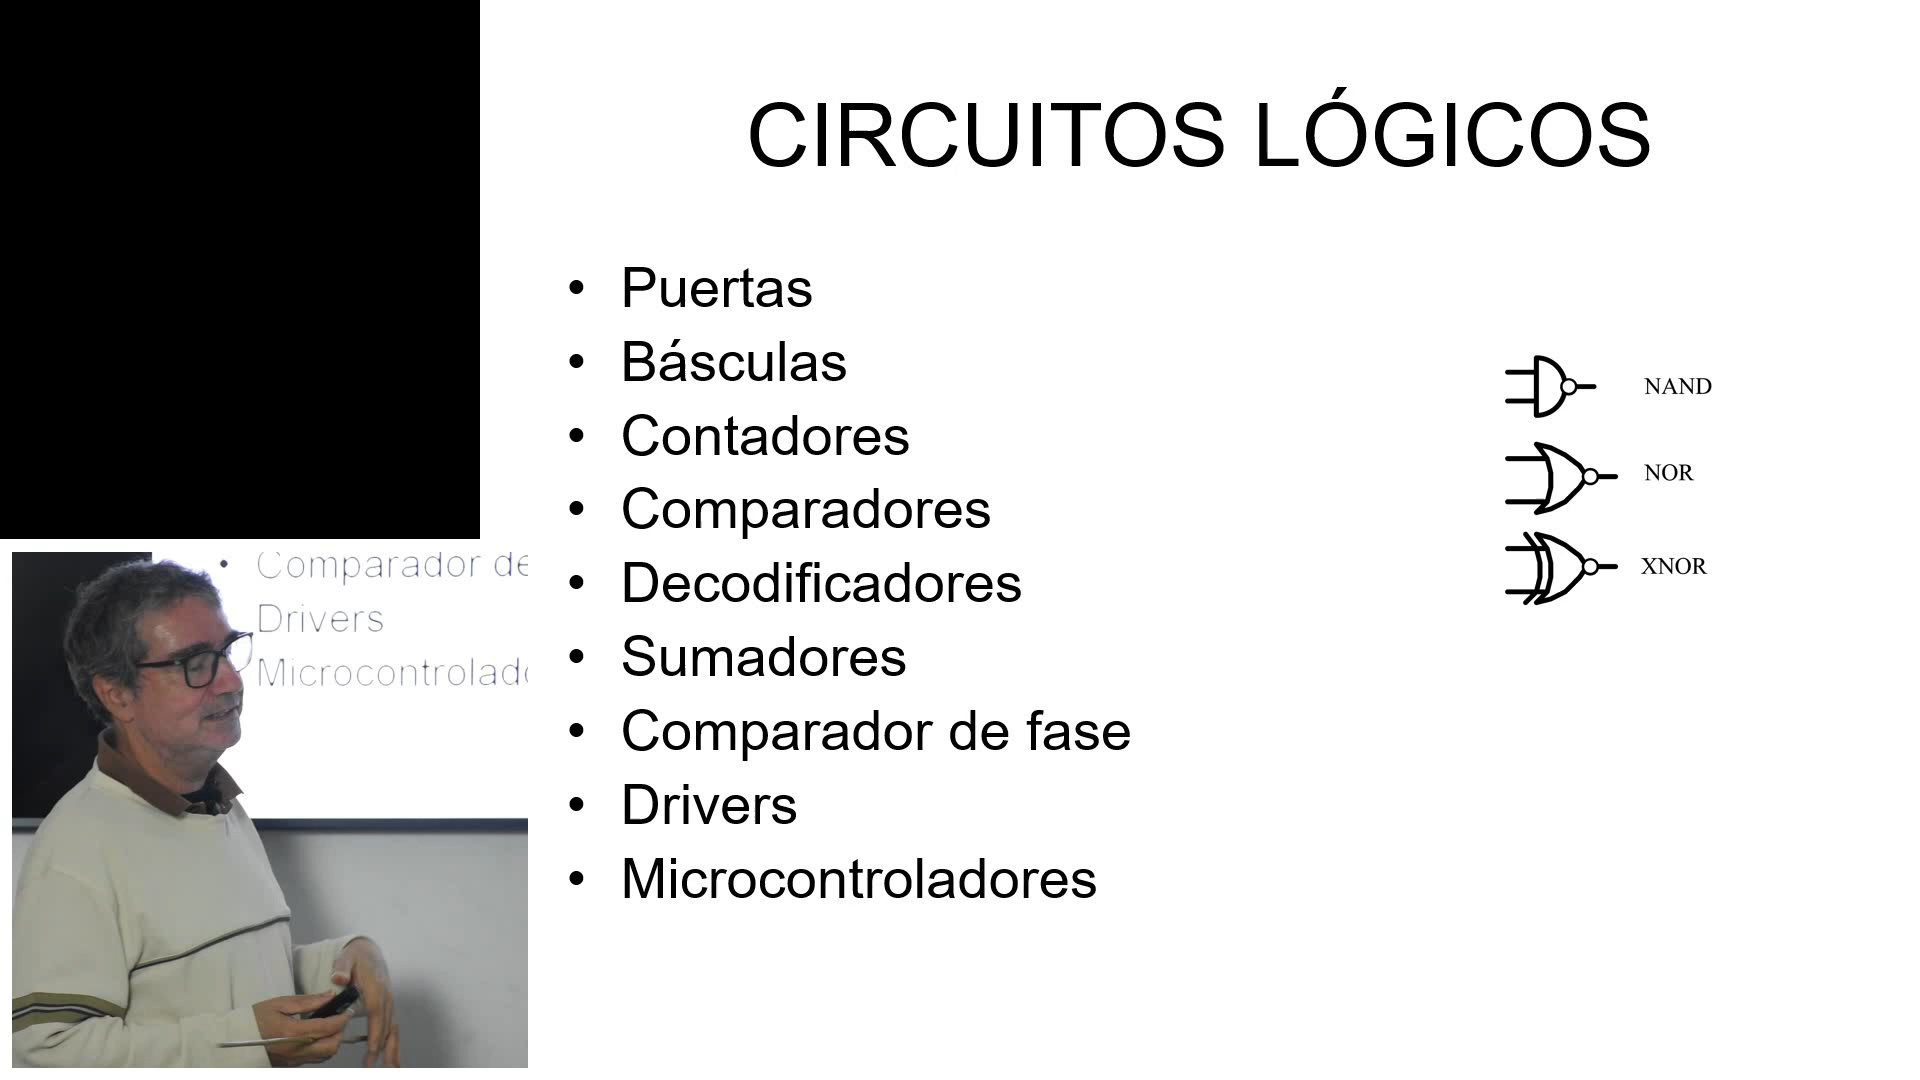 CIRCUITOS LÓGICOS
• Puertas
• Básculas
• Contadores
• Comparadores
• Decodificadores
• Sumadores
• Comparador de fase
• Drivers
• Microcontroladores
NAND
NOR
XNOR
• Comparador de
Drivers
Microcontrolado